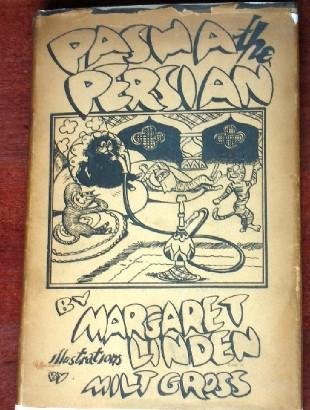 PASHA the
PERSIAN
BY
MARGARET
LINDEN
illustrations
BY
MILT GROSS